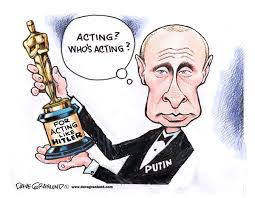 ACTING?
WHO'S ACTING?
FOR
ACTING
LIKE
HITLER
PUTIN
DAVE GRANLUND © www.davegranlund.com